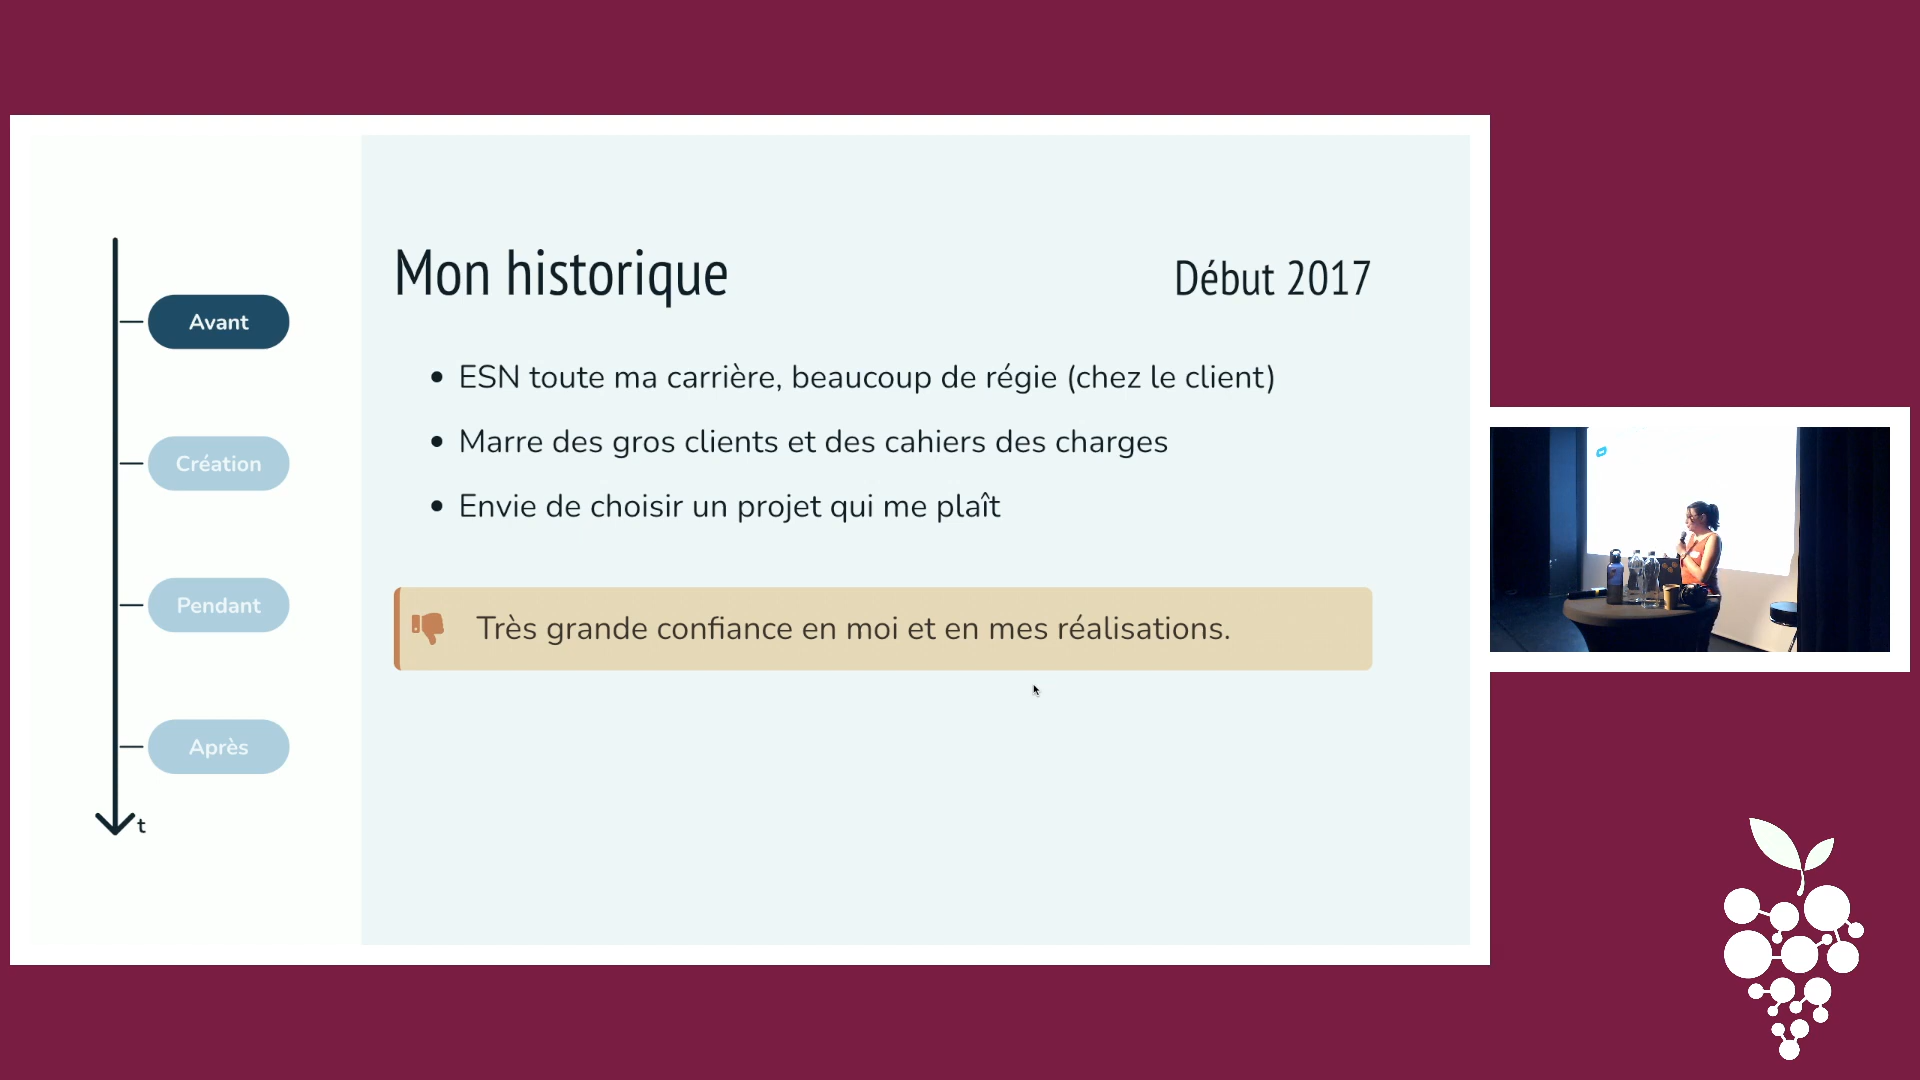 Avant
Création
Pendant
Après
t
Mon historique
Début 2017
ESN toute ma carrière, beaucoup de régie (chez le client)
Marre des gros clients et des cahiers des charges
Envie de choisir un projet qui me plaît
Très grande confiance en moi et en mes réalisations.